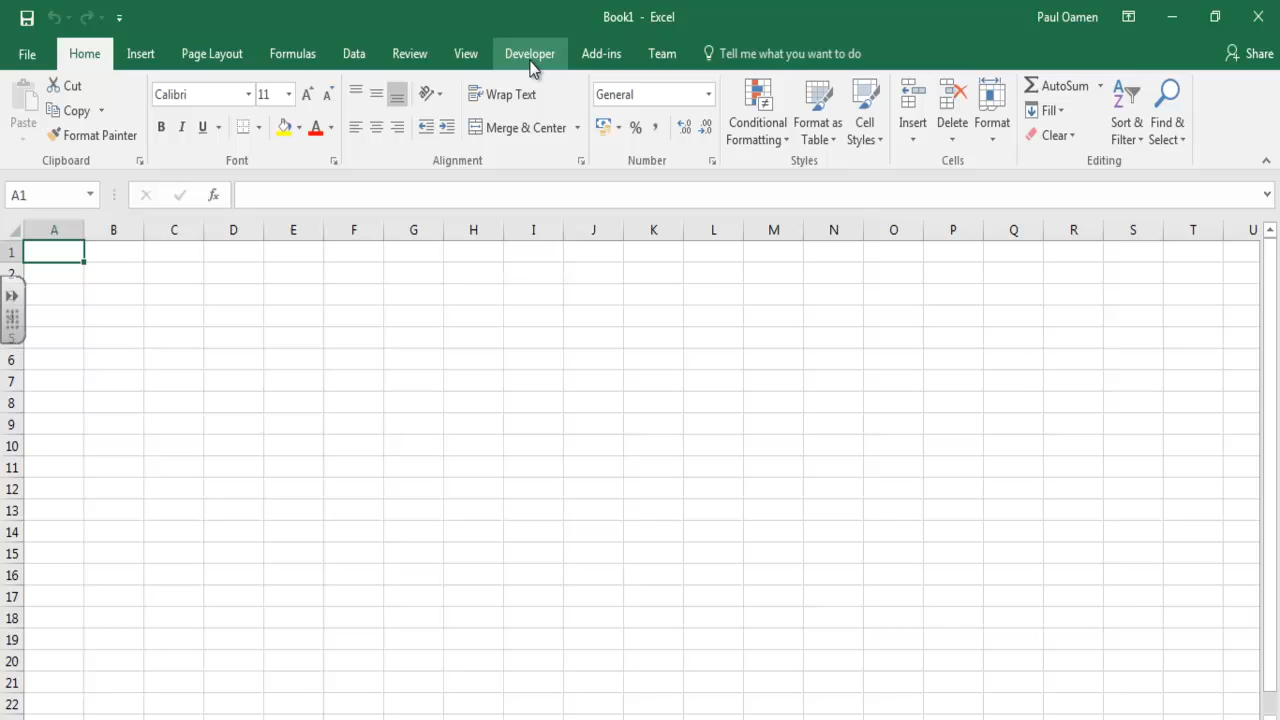 Book1 - Excel
Paul Oamen
File Home Insert Page Layout Formulas Data Review View Developer Add-ins Team Tell me what you want to do Share
Paste
Cut
Copy
Format Painter
Clipboard
Calibri 11
B I U A
Font
Wrap Text
Merge & Center
Alignment
General
% ,
Number
Conditional Formatting
Format as Table
Cell Styles
Styles
Insert
Delete
Format
Cells
AutoSum
Fill
Clear
Sort & Filter
Find & Select
Editing
A1
fx
A B C D E F G H I J K L M N O P Q R S T U
1
2
5
6
7
8
9
10
11
12
13
14
15
16
17
18
19
20
21
22